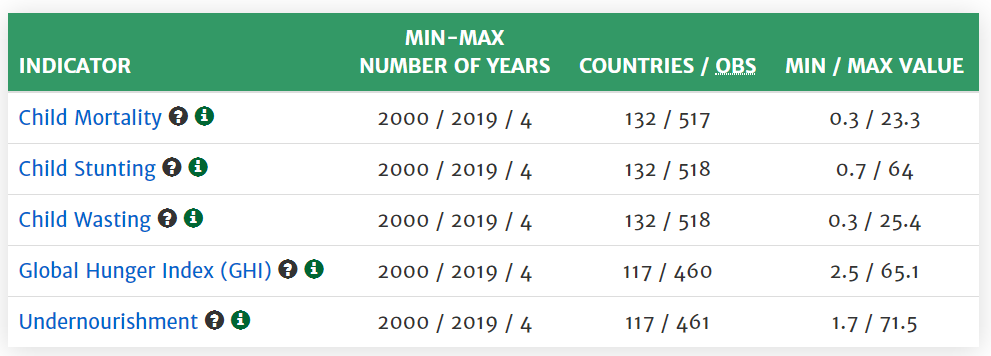 INDICATOR MIN-MAX NUMBER OF YEARS COUNTRIES / OBS MIN / MAX VALUE
Child Mortality ? i 2000 / 2019 / 4 132 / 517 0.3 / 23.3
Child Stunting ? i 2000 / 2019 / 4 132 / 518 0.7 / 64
Child Wasting ? i 2000 / 2019 / 4 132 / 518 0.3 / 25.4
Global Hunger Index (GHI) ? i 2000 / 2019 / 4 117 / 460 2.5 / 65.1
Undernourishment ? i 2000 / 2019 / 4 117 / 461 1.7 / 71.5